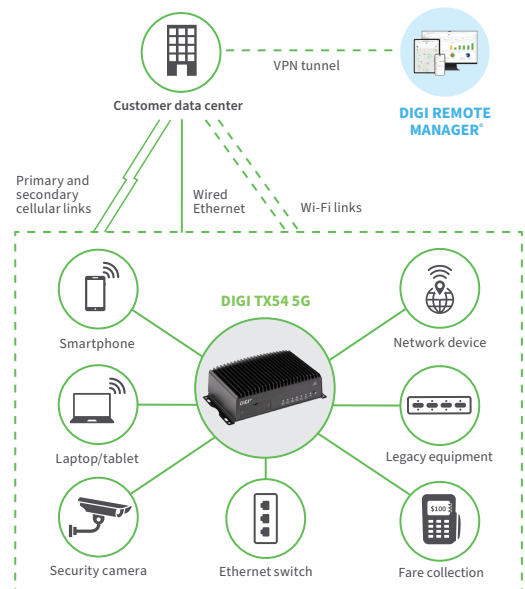 VPN tunnel
Customer data center
DIGI REMOTE
MANAGER®
Primary and
secondary
cellular links
Wired
Ethernet
Wi-Fi links
DIGI TX54 5G
Smartphone
Network device
DIGI
Laptop/tablet
Legacy equipment
$100
Security camera
Ethernet switch
Fare collection